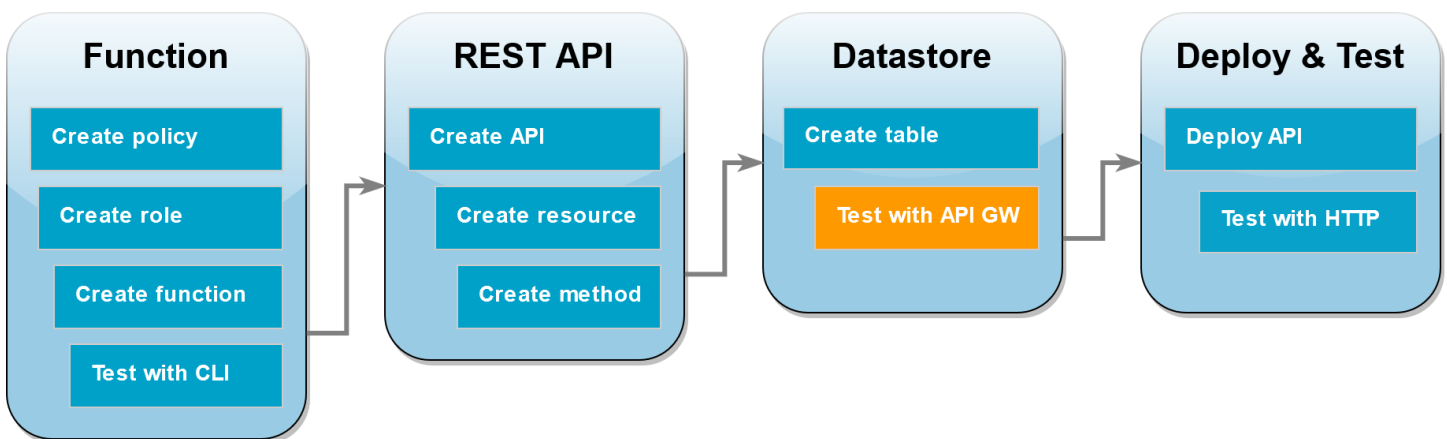 Function
Create policy
Create role
Create function
Test with CLI
REST API
Create API
Create resource
Create method
Datastore
Create table
Test with API GW
Deploy & Test
Deploy API
Test with HTTP